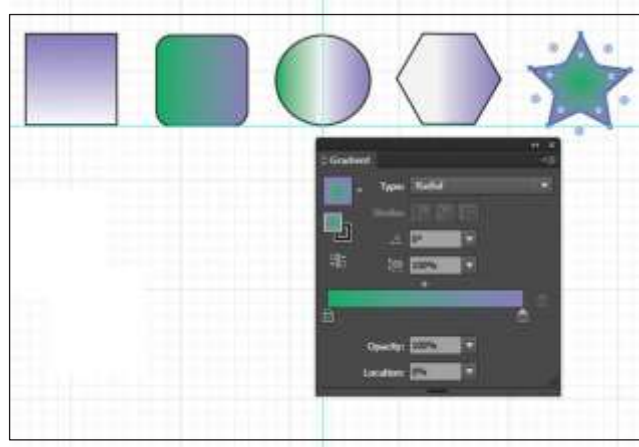 Gradient
Type: Radial
Stroke:
0°
100%
Opacity: 100%
Location: 0%